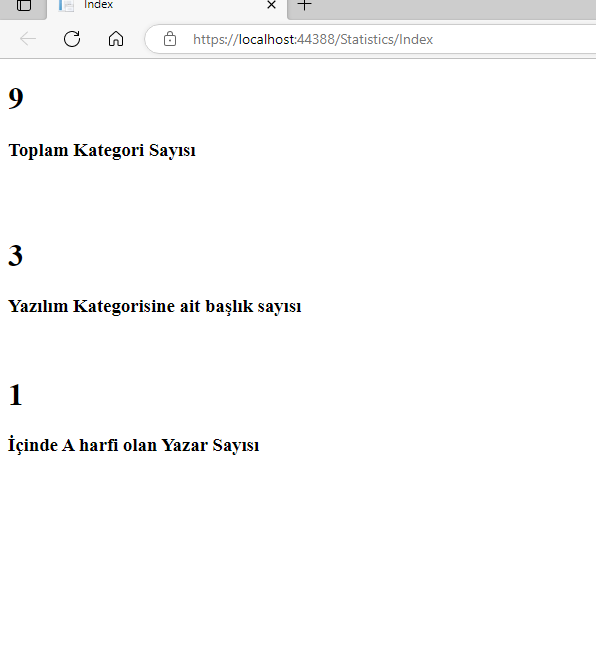 Index
https://localhost:44388/Statistics/Index
9
Toplam Kategori Sayısı
3
Yazılım Kategorisine ait başlık sayısı
1
İçinde A harfi olan Yazar Sayısı